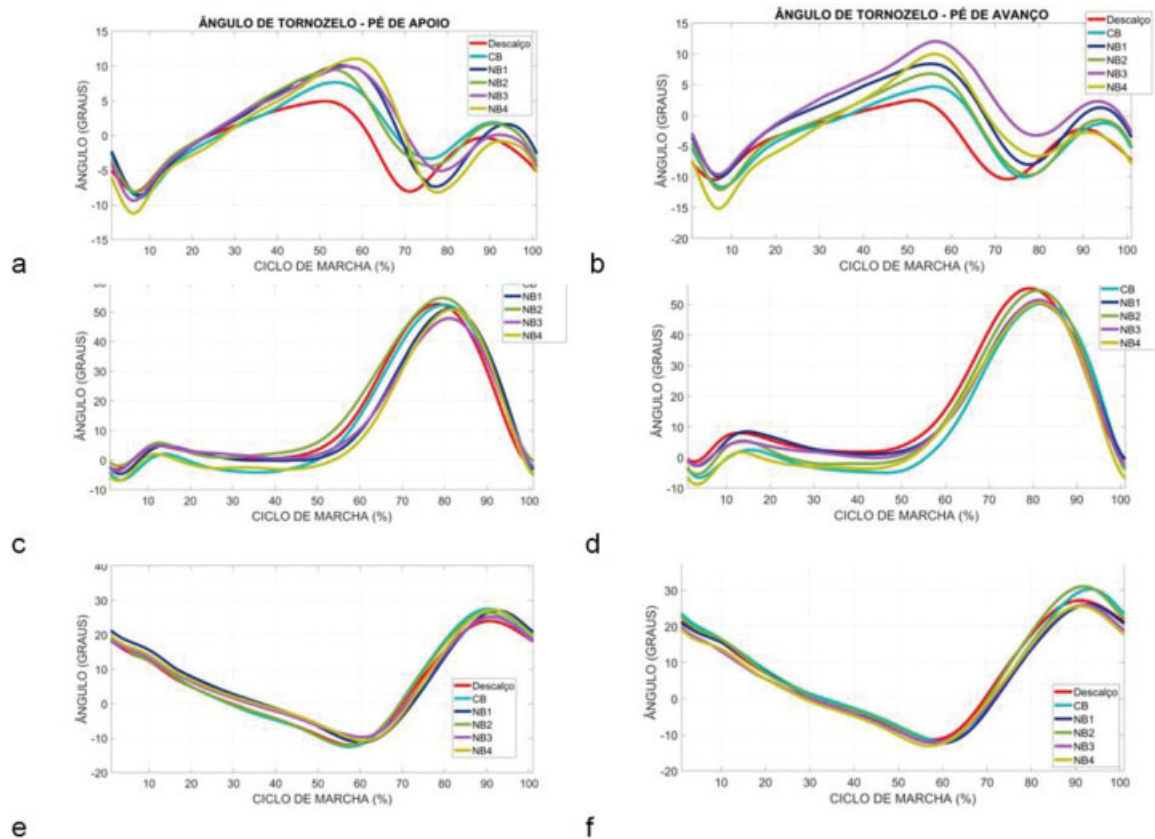 ÂNGULO DE TORNOZELO - PÉ DE APOIO
ÂNGULO (GRAUS)
15
10
5
0
-5
-10
-15
10 20 30 40 50 60 70 80 90 100
CICLO DE MARCHA (%)
Descalço
CB
NB1
NB2
NB3
NB4
a
ÂNGULO DE TORNOZELO - PÉ DE AVANÇO
ÂNGULO (GRAUS)
15
10
5
0
-5
-10
-15
-20
10 20 30 40 50 60 70 80 90 100
CICLO DE MARCHA (%)
Descalço
CB
NB1
NB2
NB3
NB4
b
ÂNGULO (GRAUS)
50
40
30
20
10
0
-10
10 20 30 40 50 60 70 80 90 100
CICLO DE MARCHA (%)
CB
NB1
NB2
NB3
NB4
c
ÂNGULO (GRAUS)
50
40
30
20
10
0
-10
10 20 30 40 50 60 70 80 90 100
CICLO DE MARCHA (%)
CB
NB1
NB2
NB3
NB4
d
ÂNGULO (GRAUS)
40
30
20
10
0
-10
-20
10 20 30 40 50 60 70 80 90 100
CICLO DE MARCHA (%)
Descalço
CB
NB1
NB2
NB3
NB4
e
ÂNGULO (GRAUS)
30
20
10
0
-10
-20
10 20 30 40 50 60 70 80 90 100
CICLO DE MARCHA (%)
Descalço
CB
NB1
NB2
NB3
NB4
f